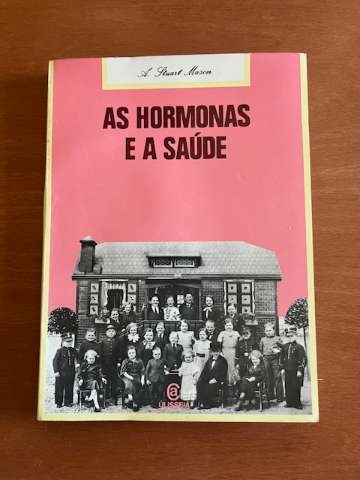 A. Stuart Mason
AS HORMONAS
E A SAÚDE
ULISSEIA